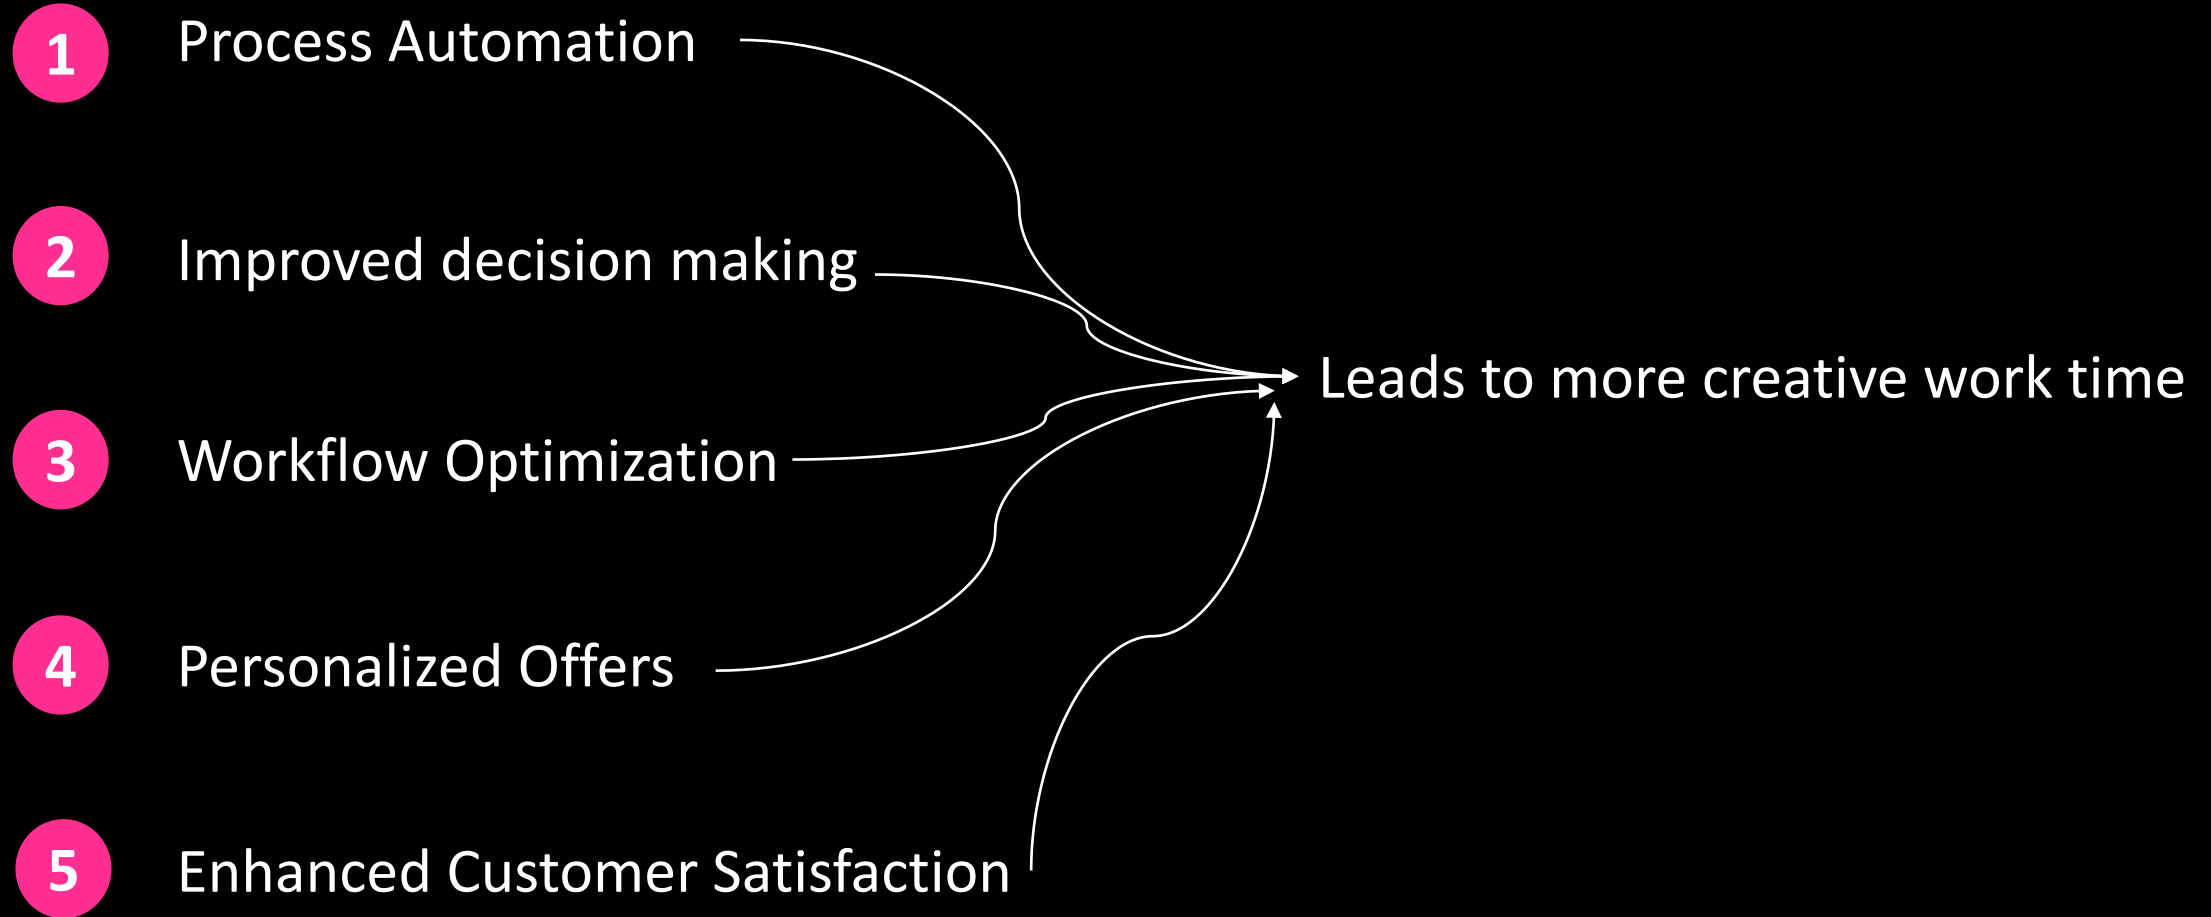 1 Process Automation
2 Improved decision making
Leads to more creative work time
3 Workflow Optimization
4 Personalized Offers
5 Enhanced Customer Satisfaction